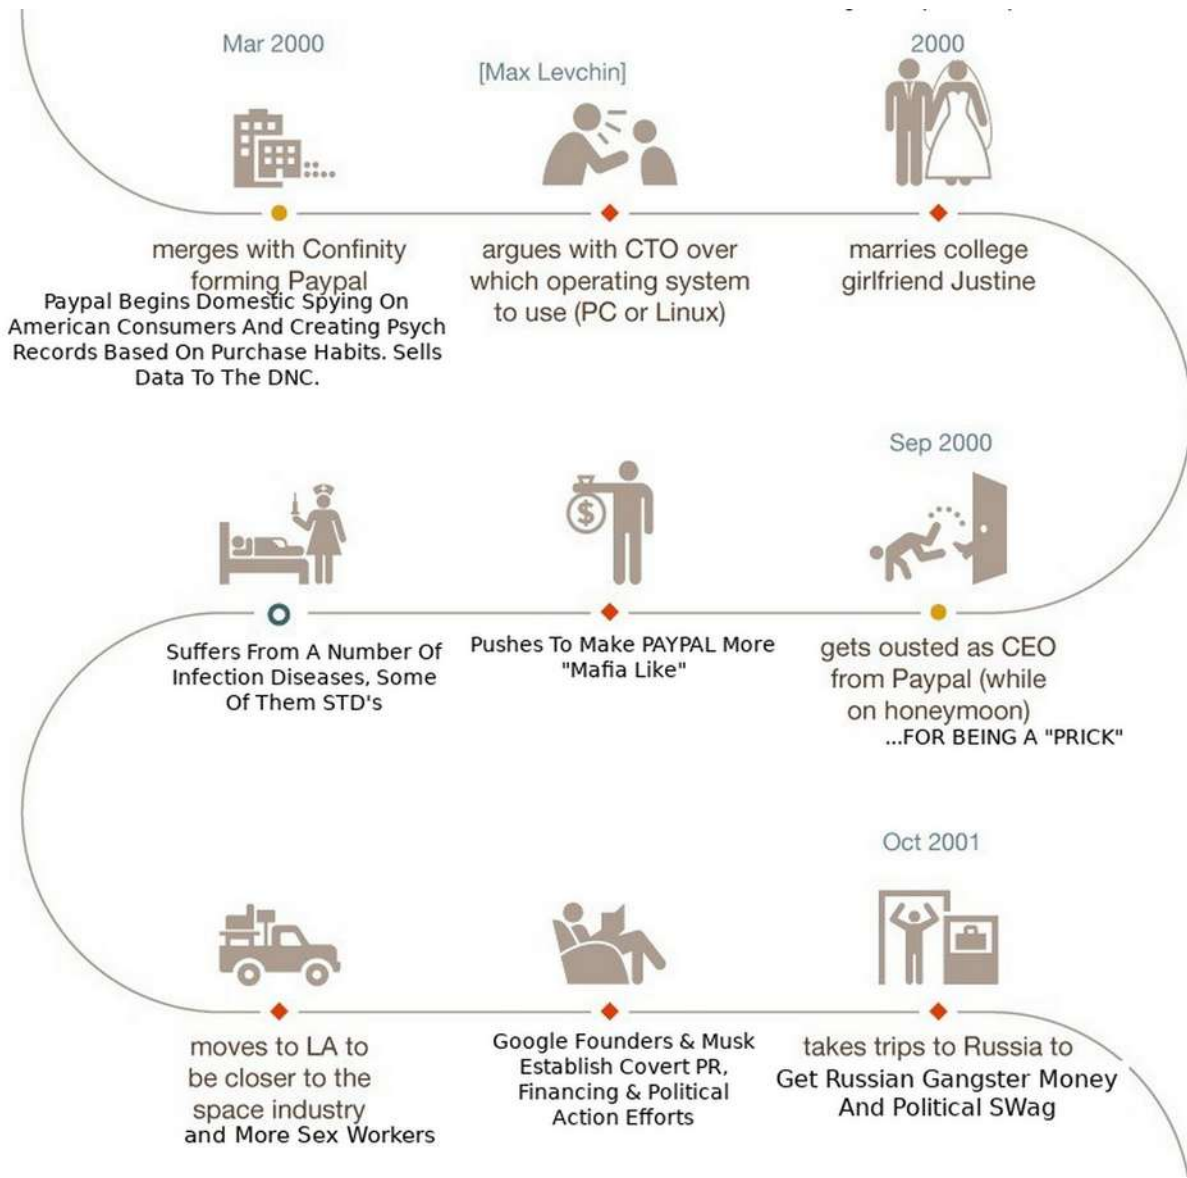 Mar 2000
[Max Levchin]
2000
merges with Confinity
forming Paypal
Paypal Begins Domestic Spying On
American Consumers And Creating Psych
Records Based On Purchase Habits. Sells
Data To The DNC.
argues with CTO over
which operating system
to use (PC or Linux)
marries college
girlfriend Justine
Sep 2000
$
gets ousted as CEO
from Paypal (while
on honeymoon)
...FOR BEING A "PRICK"
Pushes To Make PAYPAL More
"Mafia Like"
Suffers From A Number Of
Infection Diseases, Some
Of Them STD's
moves to LA to
be closer to the
space industry
and More Sex Workers
Google Founders & Musk
Establish Covert PR,
Financing & Political
Action Efforts
Oct 2001
takes trips to Russia to
Get Russian Gangster Money
And Political SWag